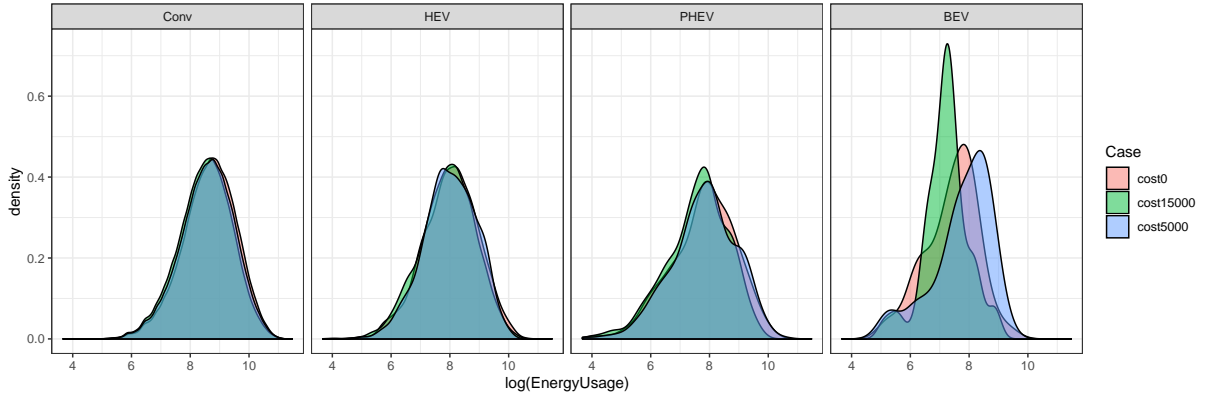 Conv HEV PHEV BEV
0.6
0.4
0.2
0.0
density
4 6 8 10 4 6 8 10 4 6 8 10 4 6 8 10
log(EnergyUsage)
Case
cost0
cost15000
cost5000